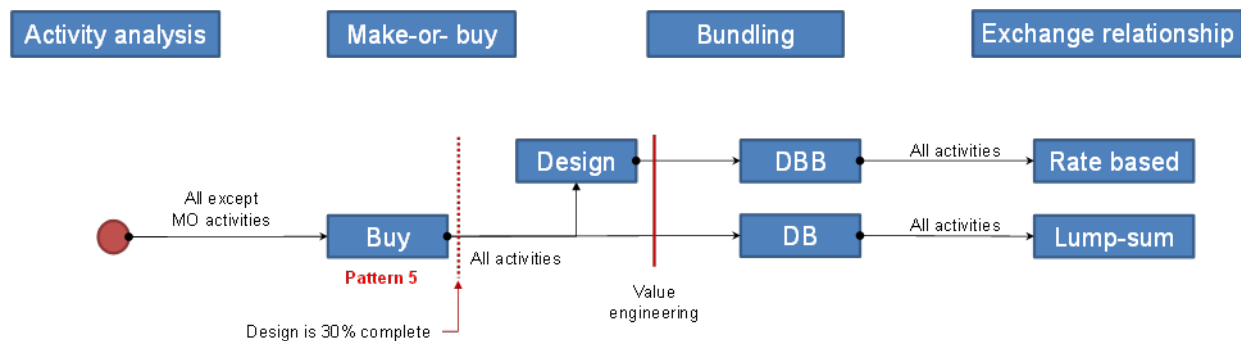 Activity analysis
Make-or- buy
Bundling
Exchange relationship
Design
DBB
All activities
Rate based
All except
MO activities
Buy
Pattern 5
All activities
DB
All activities
Lump-sum
Value
engineering
Design is 30% complete